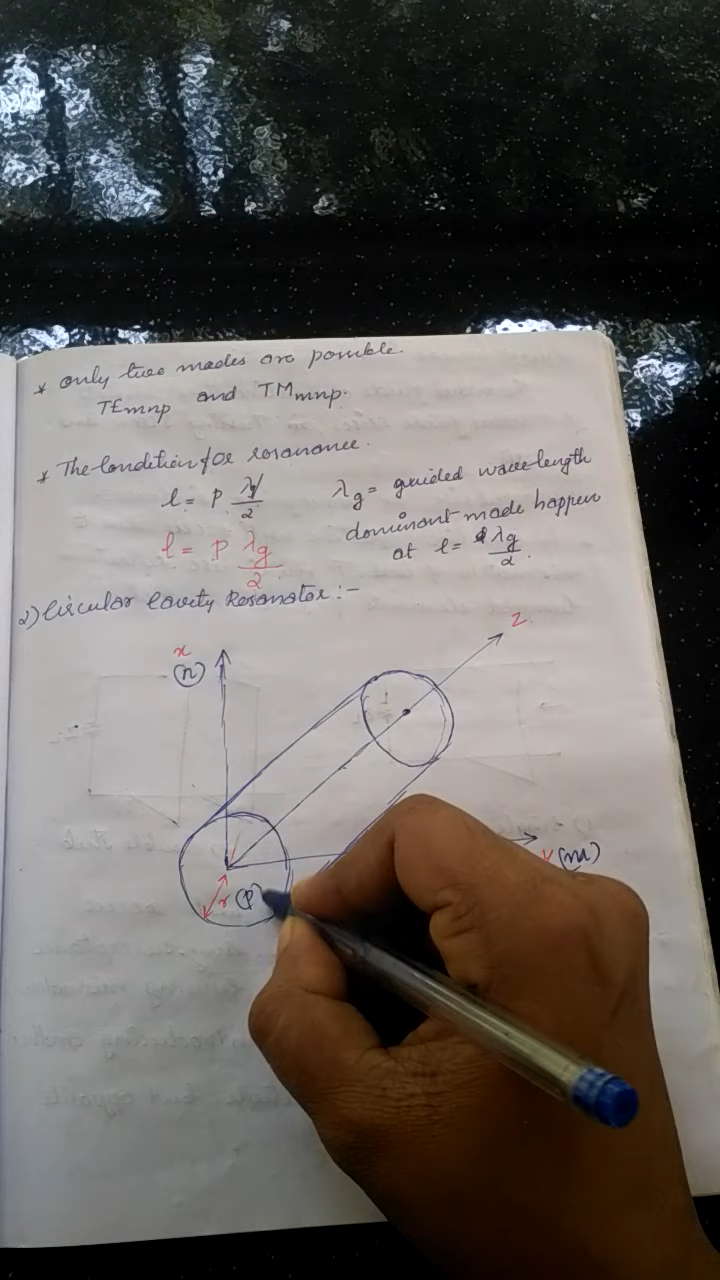 * only two modes are possible.
TEmnp and TMmnp.
* The Condition for resonance.
l = p λg/2
λg = guided wavelength
l = p λg/2
dominant mode happen
at l = λg/2.
2) Circular Cavity Resonator :-
x
(n)
z
y (m)
r (p)